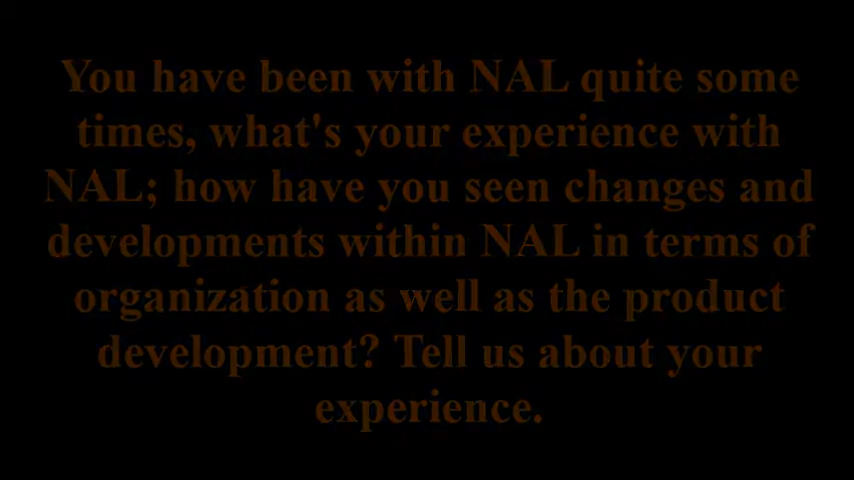 You have been with NAL quite some
times, what's your experience with
NAL; how have you seen changes and
developments within NAL in terms of
organization as well as the product
development? Tell us about your
experience.